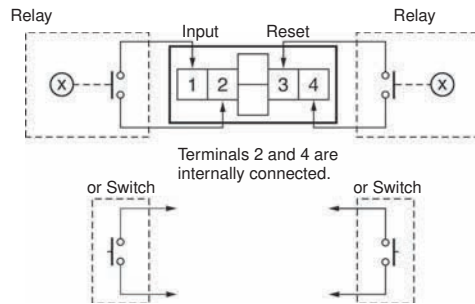 Relay
Relay
Input
Reset
X
1 2 3 4
X
Terminals 2 and 4 are
internally connected.
or Switch
or Switch